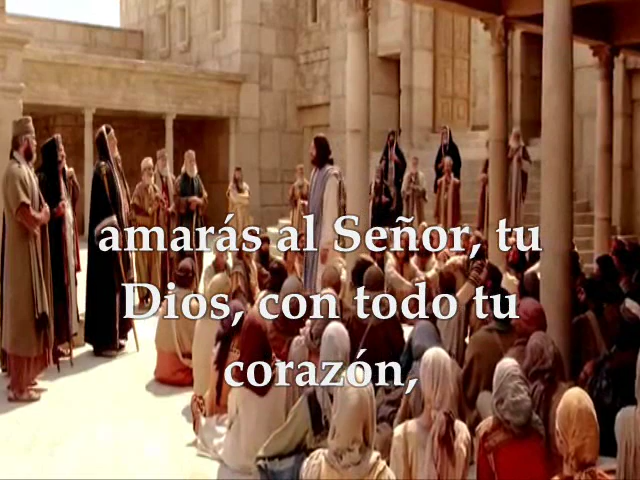 amarás al Señor, tu
Dios, con todo tu
corazón,